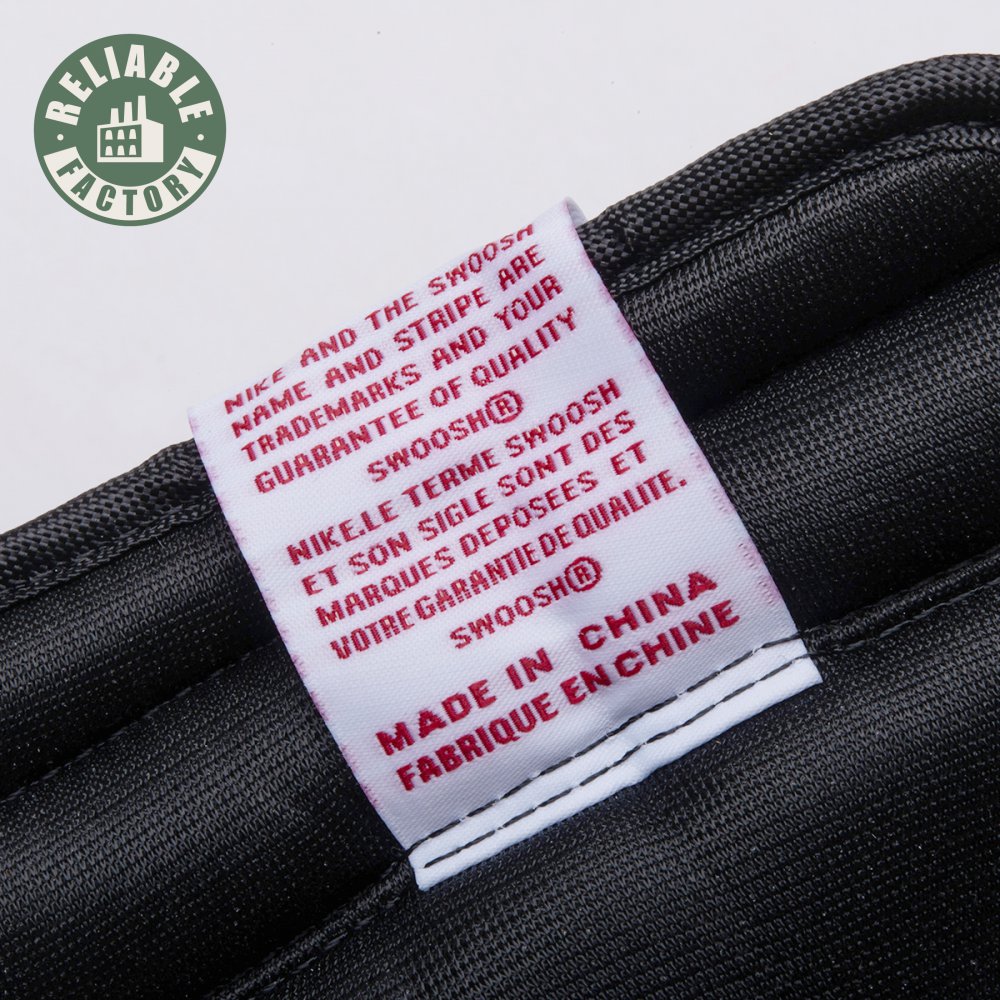 RELIABLE
FACTORY
NIKE AND THE SWOOSH
NAME AND STRIPE ARE
TRADEMARKS AND YOUR
GUARANTEE OF QUALITY
SWOOSH®
NIKE.LE TERME SWOOSH
ET SON SIGLE SONT DES
MARQUES DEPOSEES ET
VOTRE GARANTIE DE QUALITE.
SWOOSH®
MADE IN CHINA
FABRIQUE EN CHINE